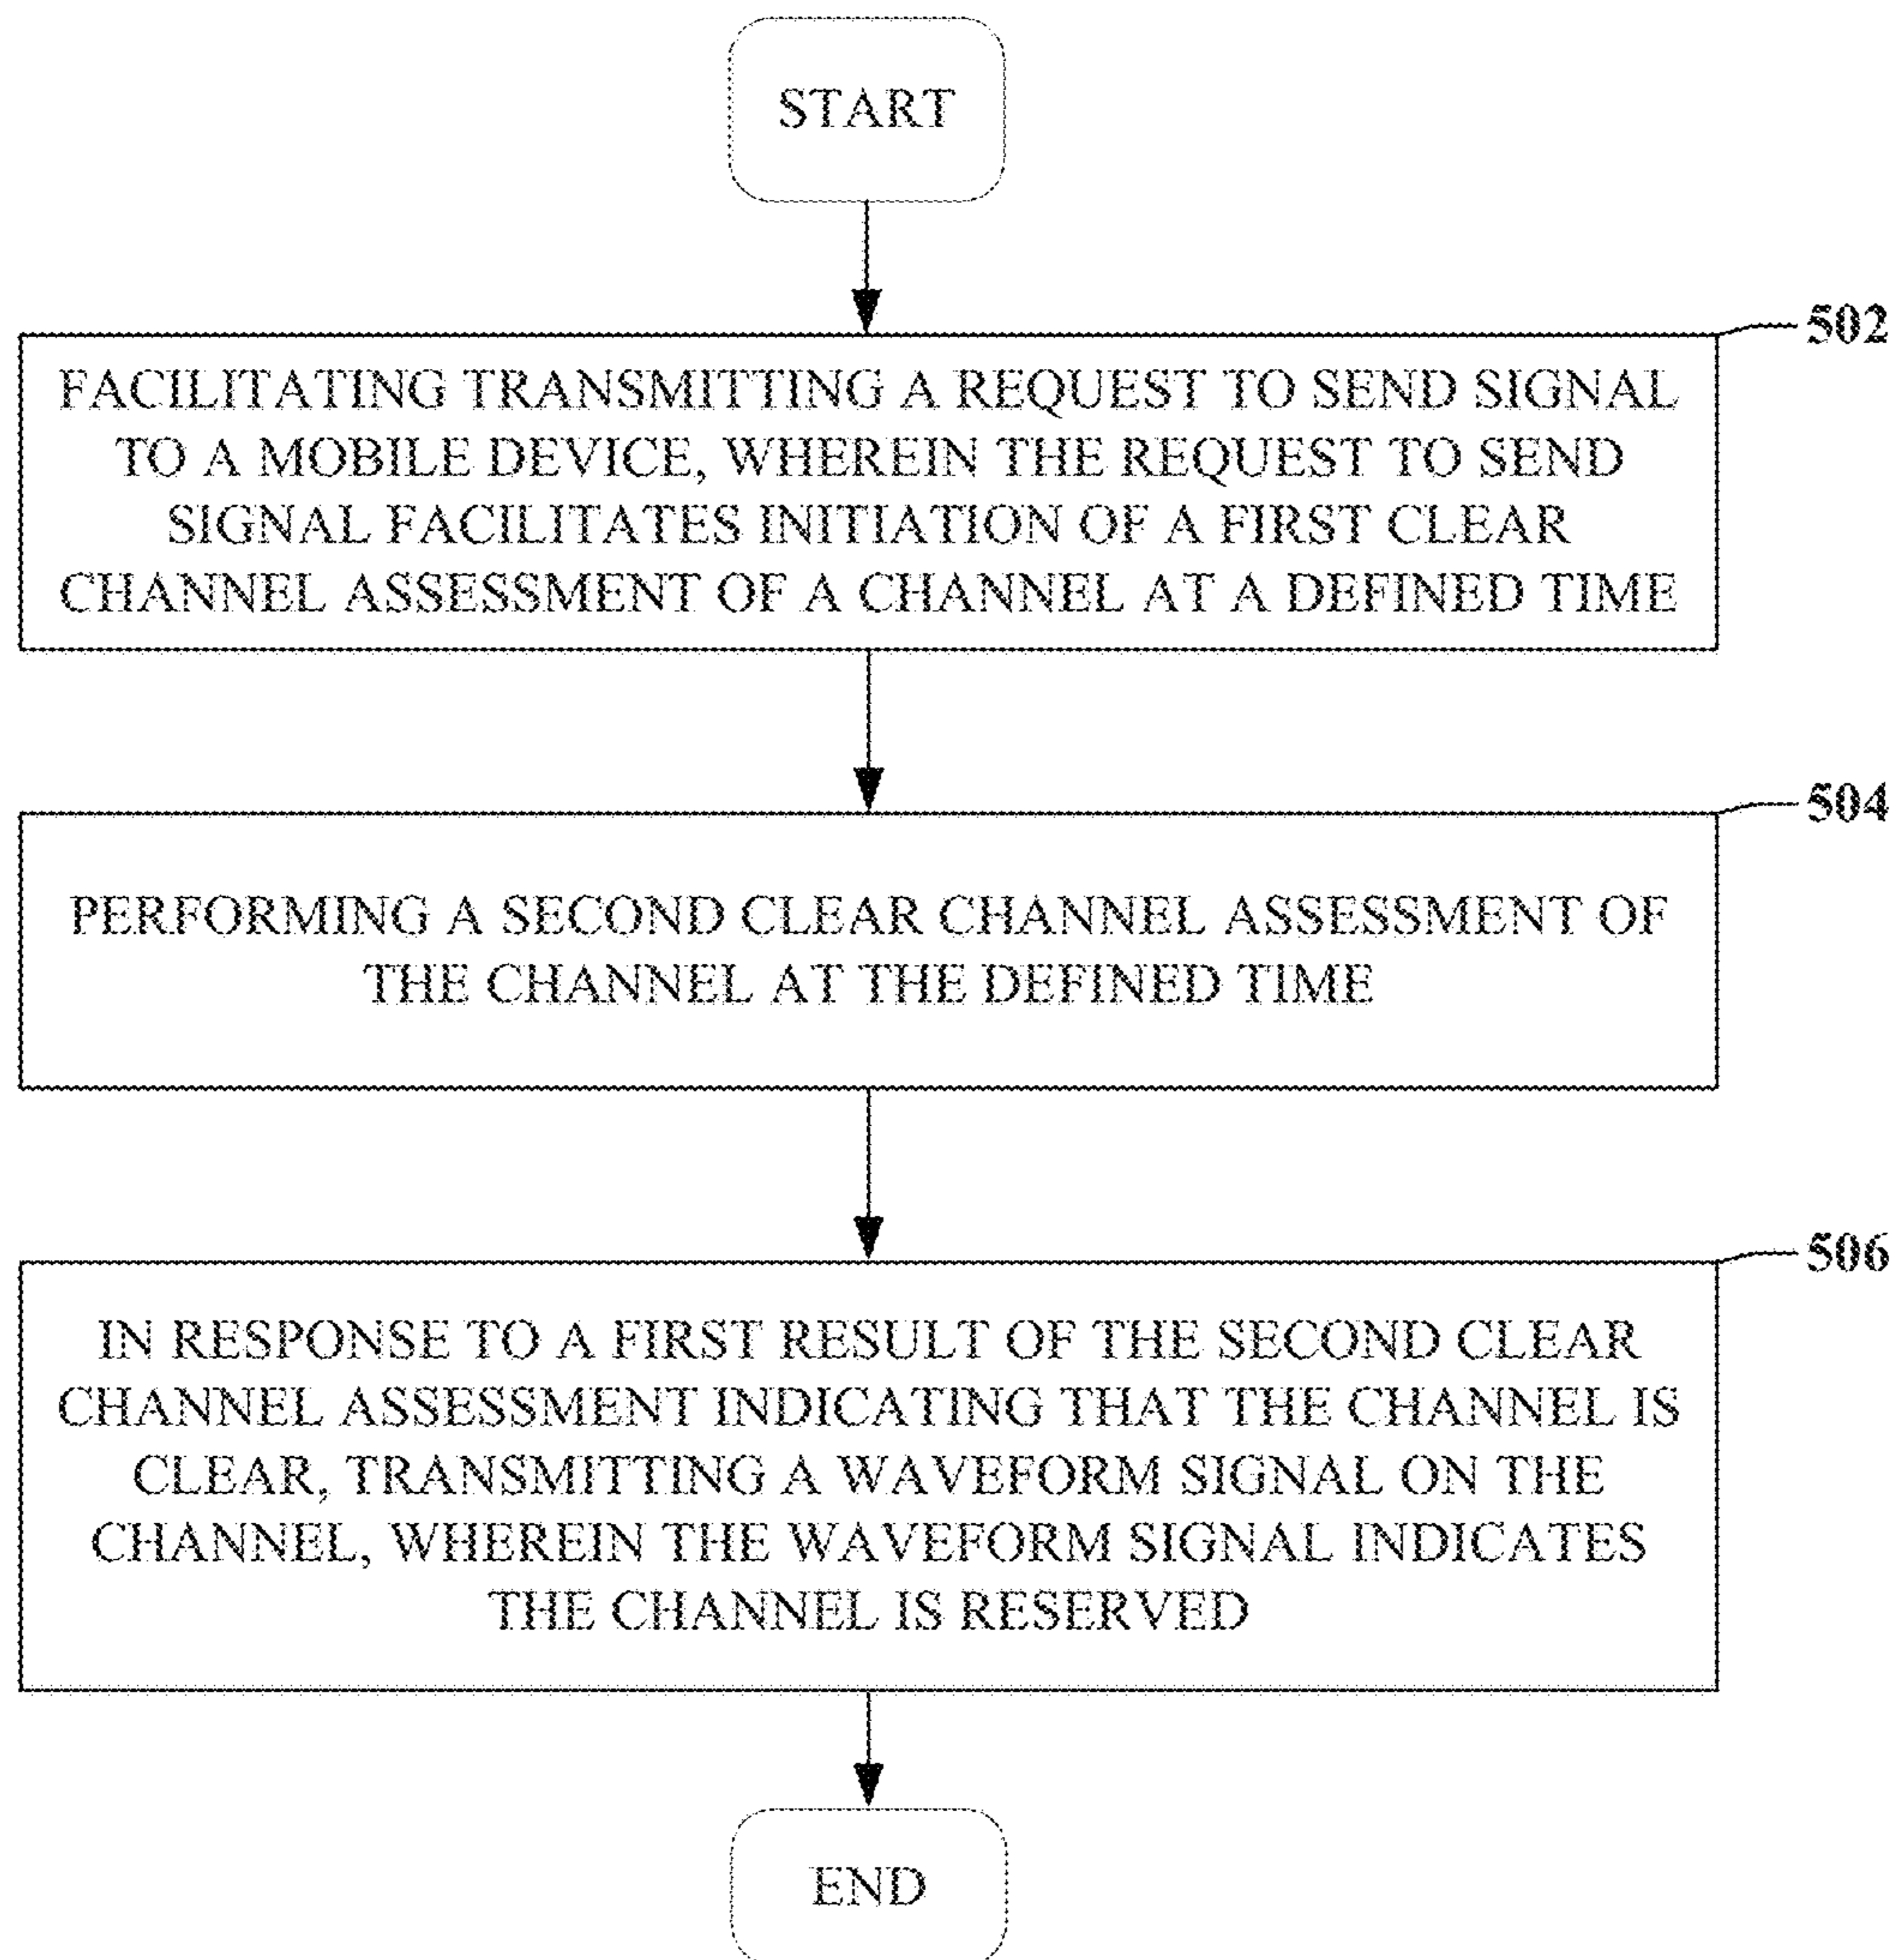 START
502
FACILITATING TRANSMITTING A REQUEST TO SEND SIGNAL
TO A MOBILE DEVICE, WHEREIN THE REQUEST TO SEND
SIGNAL FACILITATES INITIATION OF A FIRST CLEAR
CHANNEL ASSESSMENT OF A CHANNEL AT A DEFINED TIME
504
PERFORMING A SECOND CLEAR CHANNEL ASSESSMENT OF
THE CHANNEL AT THE DEFINED TIME
506
IN RESPONSE TO A FIRST RESULT OF THE SECOND CLEAR
CHANNEL ASSESSMENT INDICATING THAT THE CHANNEL IS
CLEAR, TRANSMITTING A WAVEFORM SIGNAL ON THE
CHANNEL, WHEREIN THE WAVEFORM SIGNAL INDICATES
THE CHANNEL IS RESERVED
END